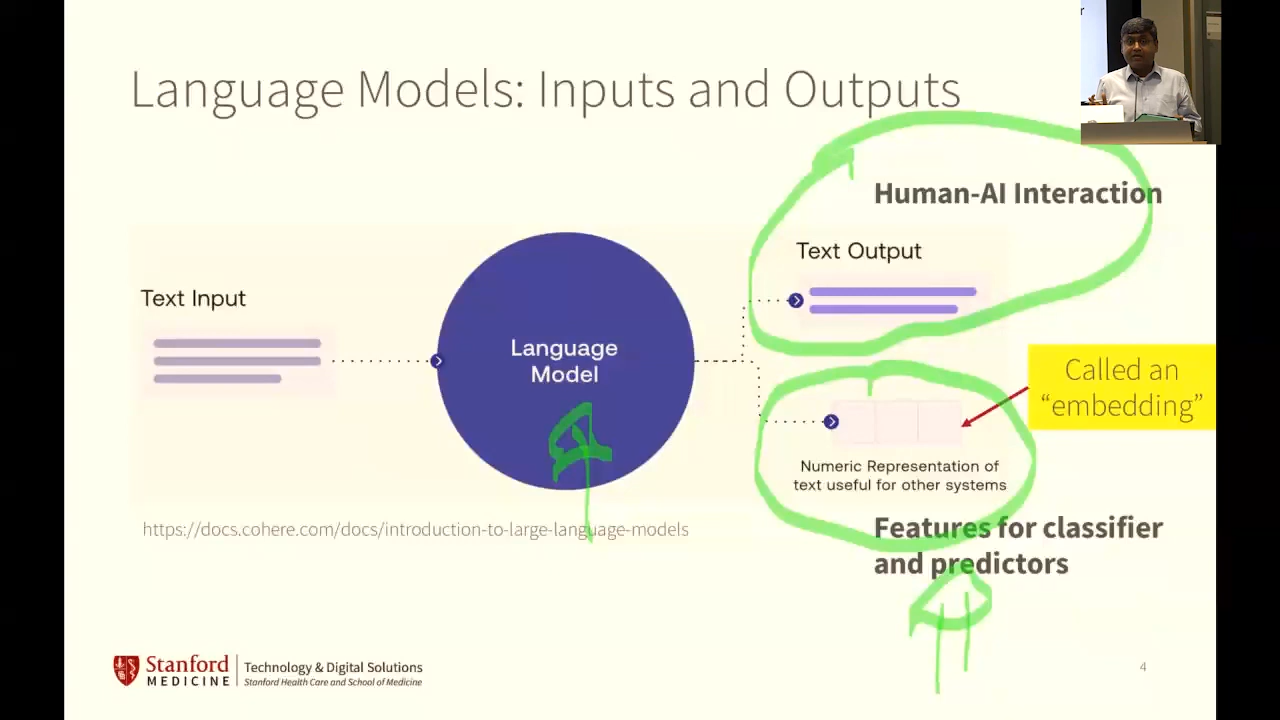 r
Language Models: Inputs and Outputs
Human-AI Interaction
Text Output
Text Input
Language
Model
Called an
“embedding”
Numeric Representation of
text useful for other systems
https://docs.cohere.com/docs/introduction-to-large-language-models
Features for classifier
and predictors
Stanford
MEDICINE
Technology & Digital Solutions
Stanford Health Care and School of Medicine
4